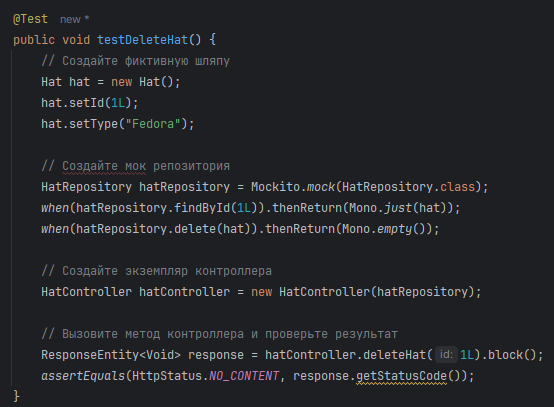 @Test new *
public void testDeleteHat() {
// Создайте фиктивную шляпу
Hat hat = new Hat();
hat.setId(1L);
hat.setType("Fedora");
// Создайте мок репозитория
HatRepository hatRepository = Mockito.mock(HatRepository.class);
when(hatRepository.findById(1L)).thenReturn(Mono.just(hat));
when(hatRepository.delete(hat)).thenReturn(Mono.empty());
// Создайте экземпляр контроллера
HatController hatController = new HatController(hatRepository);
// Вызовите метод контроллера и проверьте результат
ResponseEntity<Void> response = hatController.deleteHat( id: 1L).block();
assertEquals(HttpStatus.NO_CONTENT, response.getStatusCode());
}